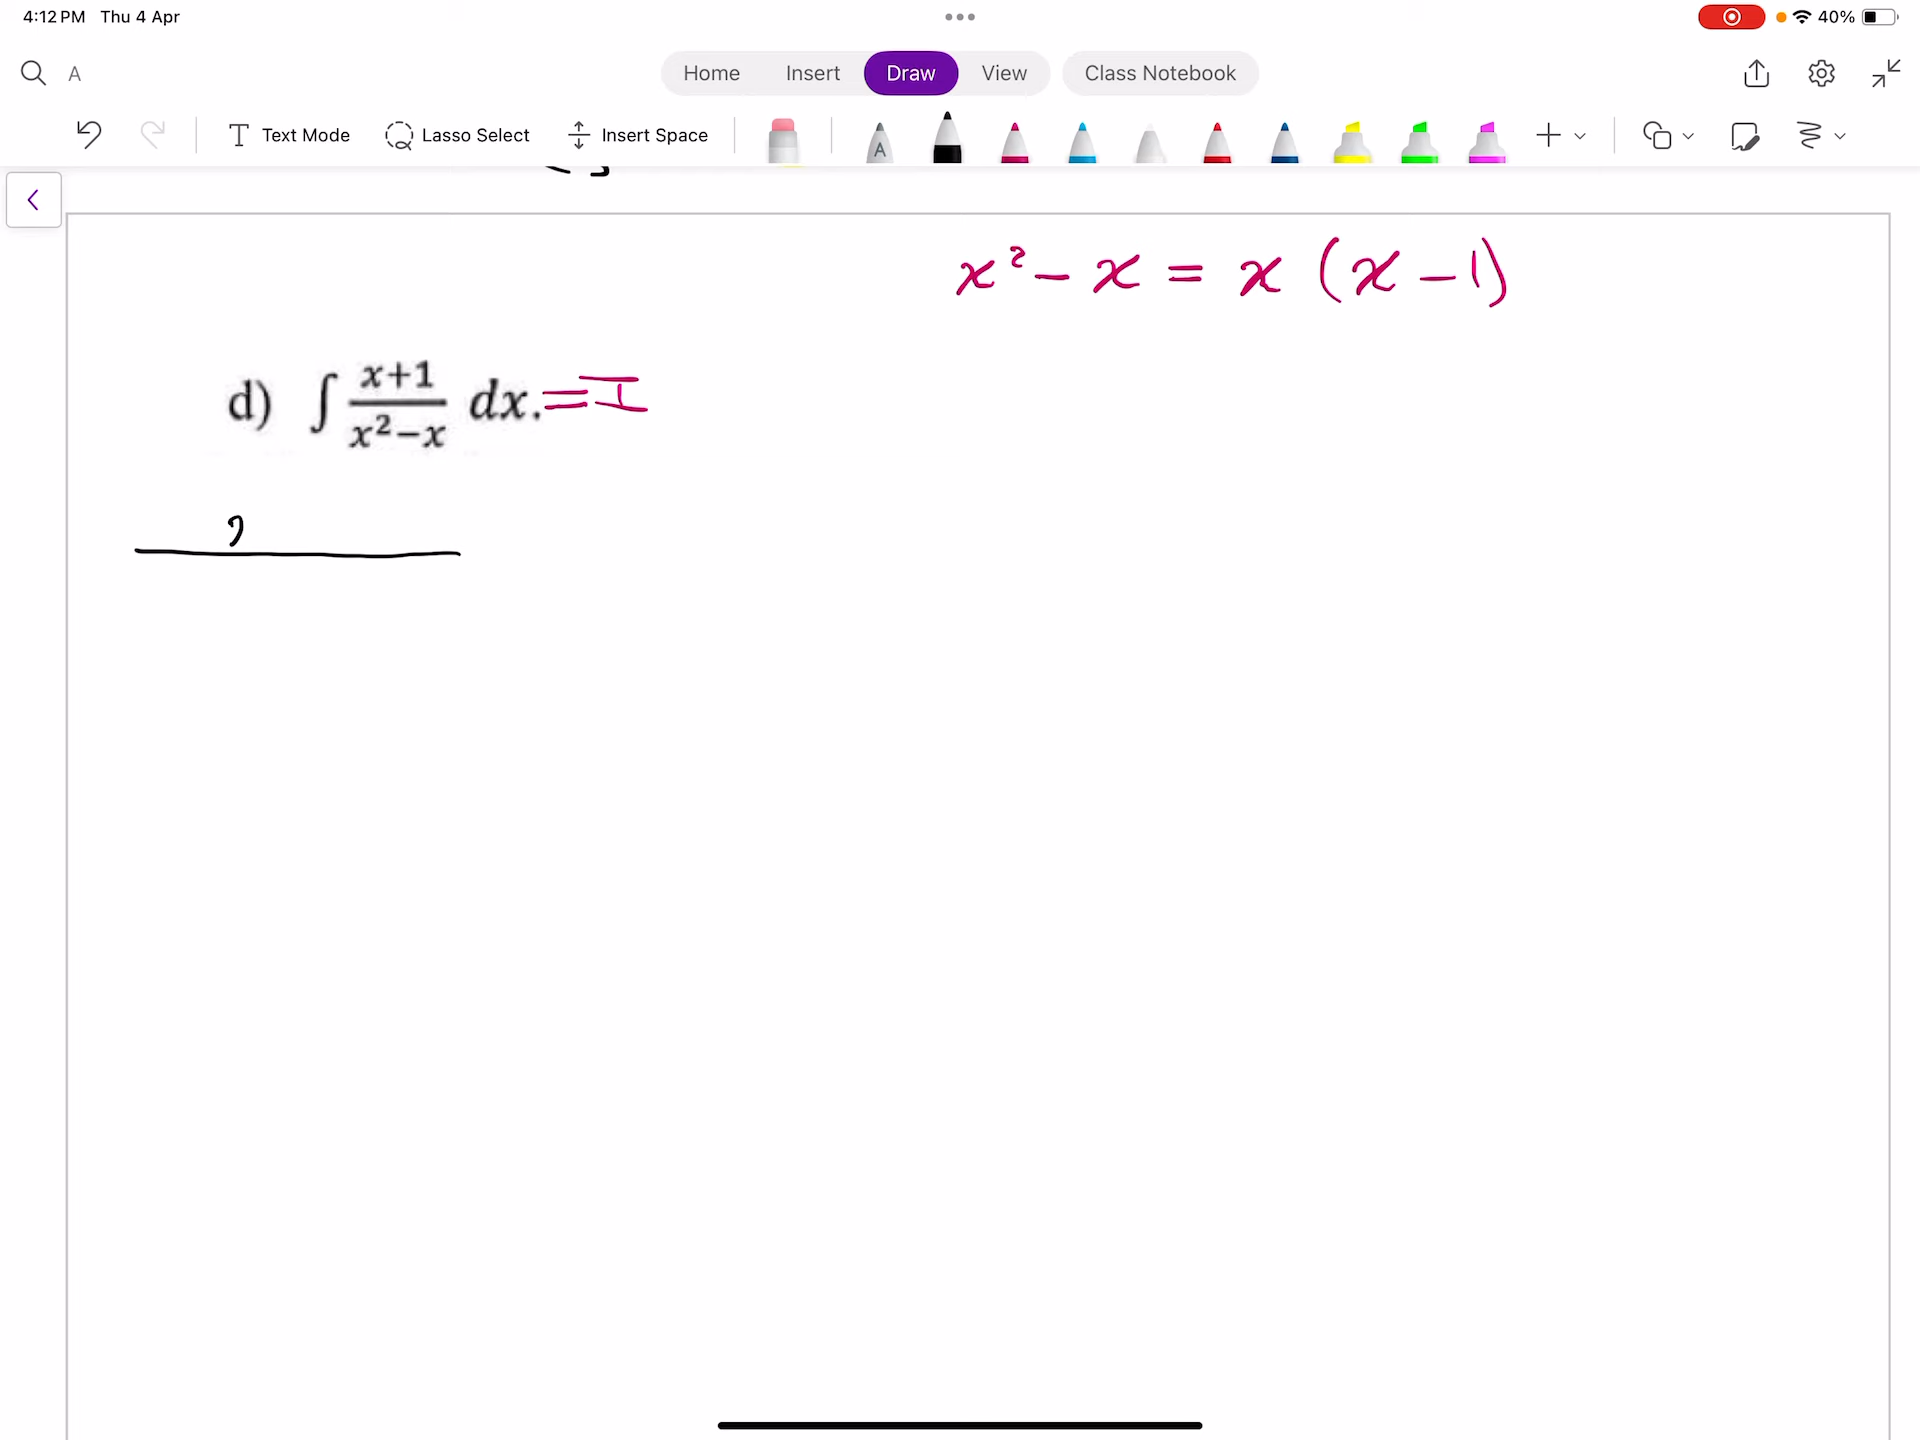 4:12 PM Thu 4 Apr
40%
A
Home Insert Draw View Class Notebook
Text Mode Lasso Select Insert Space
A
x² - x = x (x - 1)
d) ∫ x+1 / x²-x dx. = I